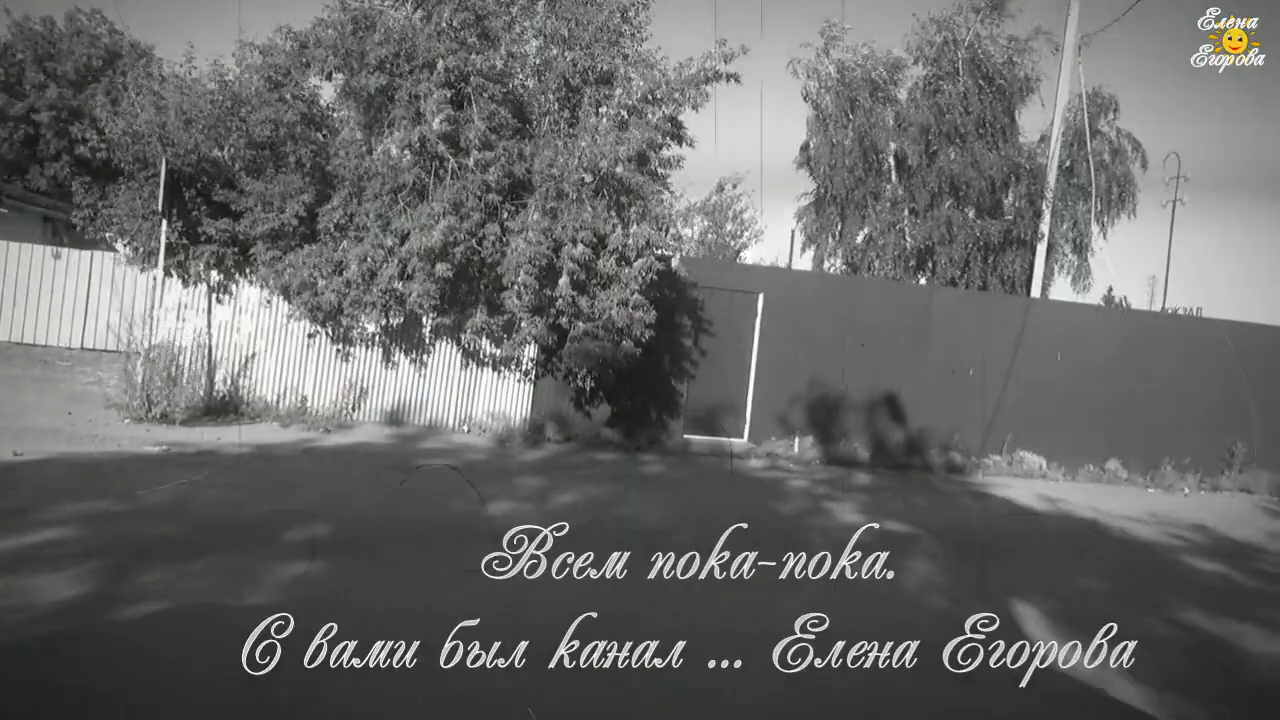 Елена
Егорова
Всем пока-пока.
С вами был канал ... Елена Егорова